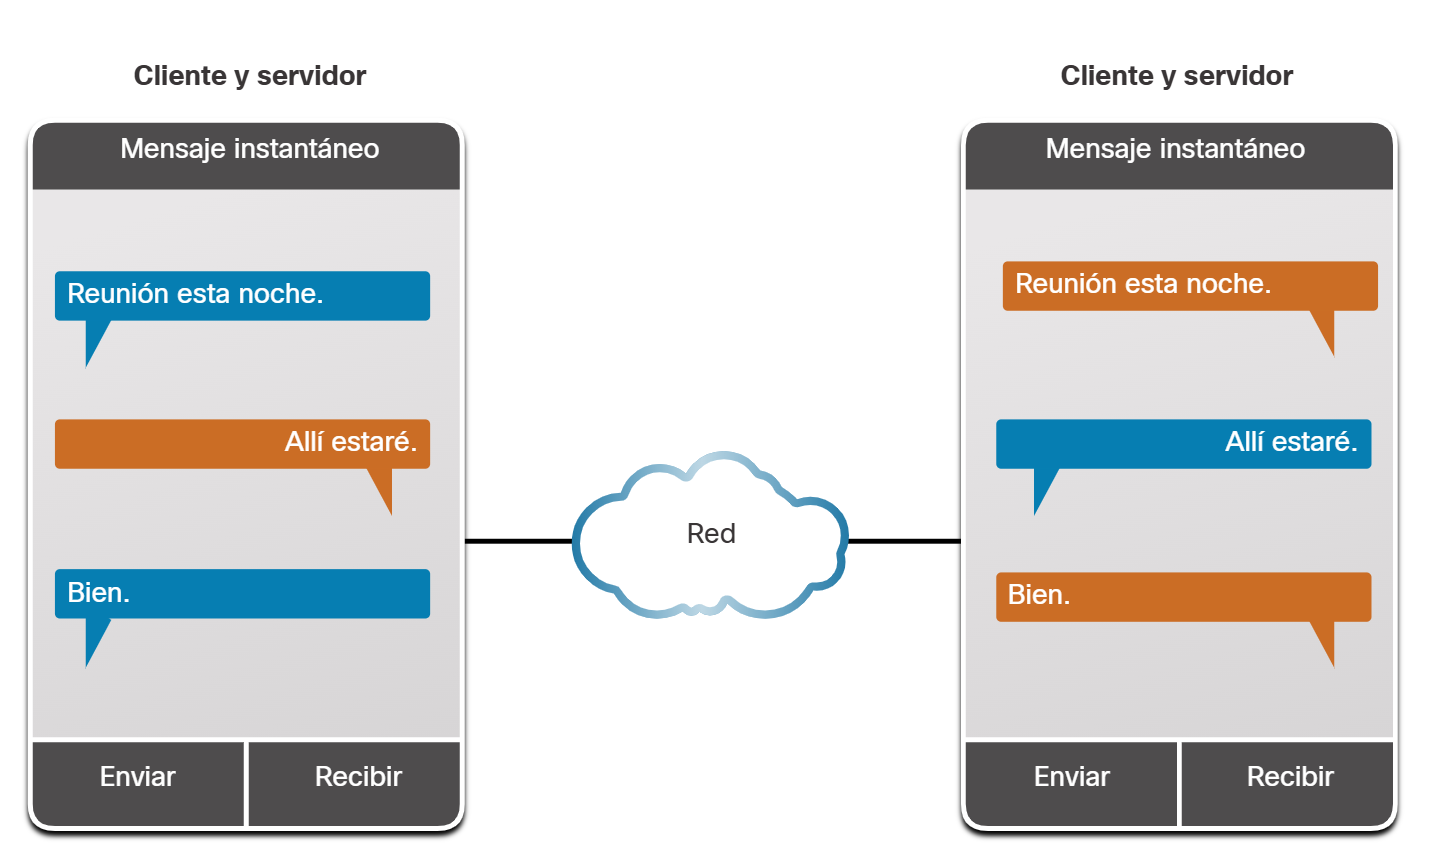 Cliente y servidor
Mensaje instantáneo
Reunión esta noche.
Allí estaré.
Bien.
Enviar
Recibir
Red
Cliente y servidor
Mensaje instantáneo
Reunión esta noche.
Allí estaré.
Bien.
Enviar
Recibir